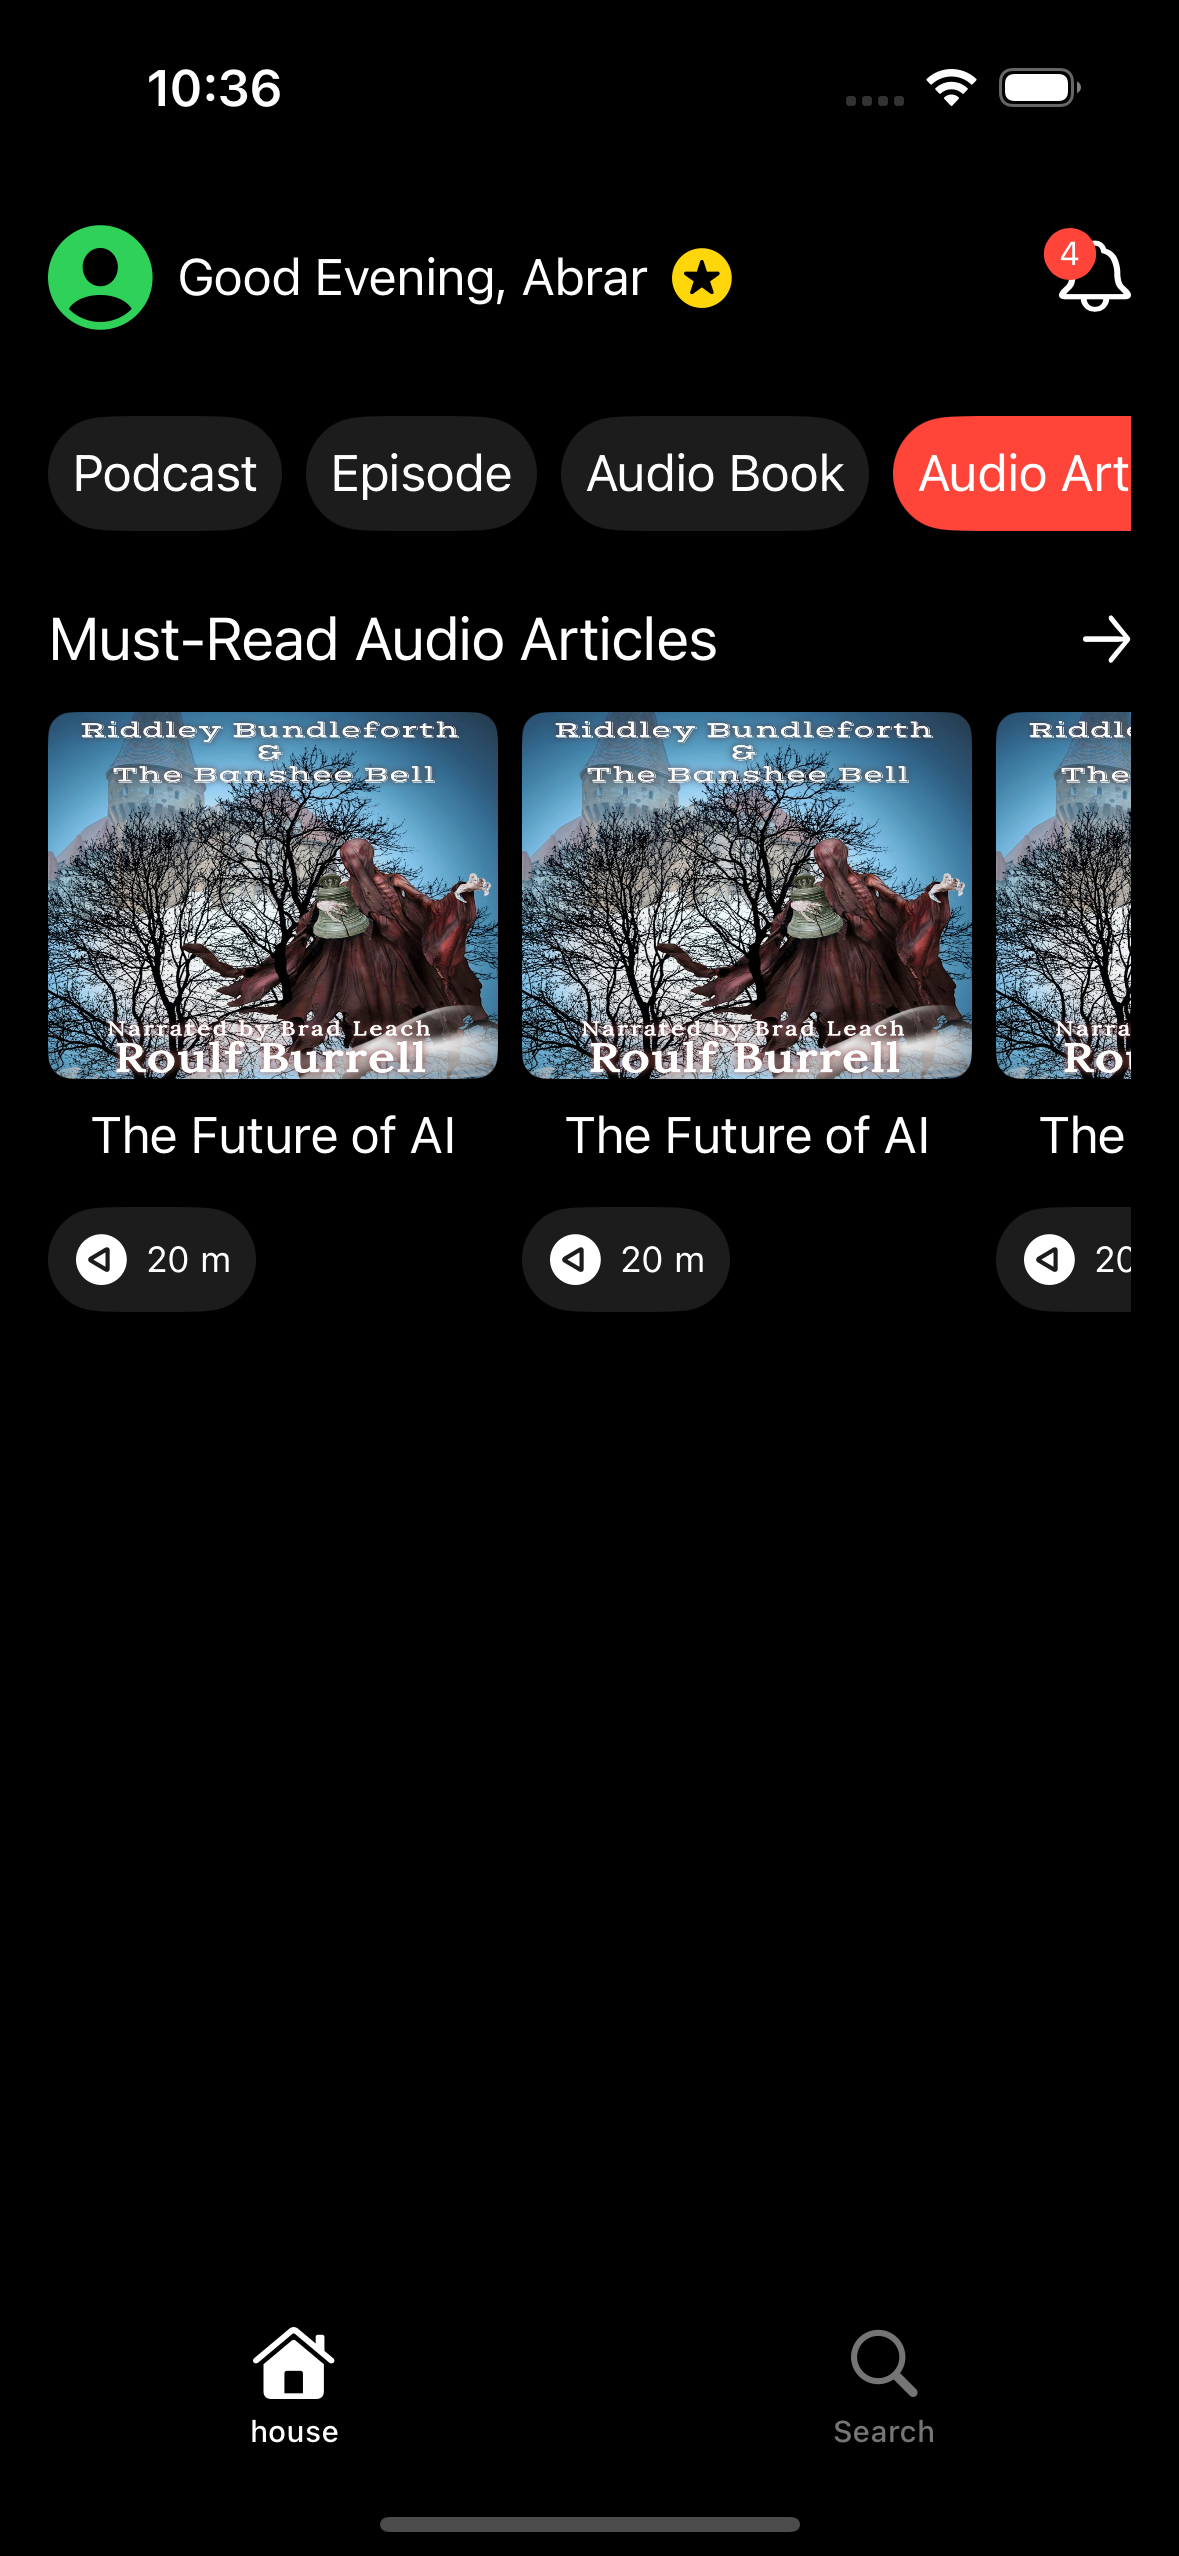 10:36
Good Evening, Abrar
4
Podcast
Episode
Audio Book
Audio Art
Must-Read Audio Articles
Riddley Bundleforth
&
The Banshee Bell
Narrated by Brad Leach
Roulf Burrell
Riddley Bundleforth
&
The Banshee Bell
Narrated by Brad Leach
Roulf Burrell
Riddle
The
Narra
Ro
The Future of AI
The Future of AI
The
20 m
20 m
20
house
Search